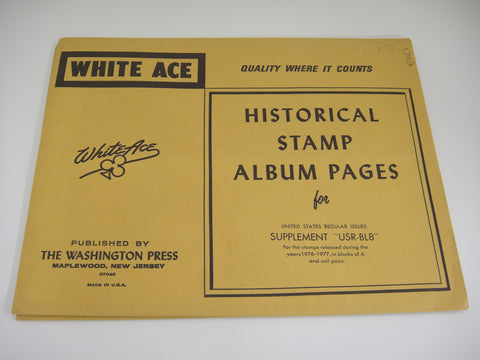 WHITE ACE
QUALITY WHERE IT COUNTS
HISTORICAL
STAMP
ALBUM PAGES
for
UNITED STATES REGULAR ISSUES
SUPPLEMENT "USR-BL8"
For the stamps released during the
years 1976-1977, in blocks of 4,
and coil pairs.
White Ace
PUBLISHED BY
THE WASHINGTON PRESS
MAPLEWOOD, NEW JERSEY
07040
MADE IN U.S.A.